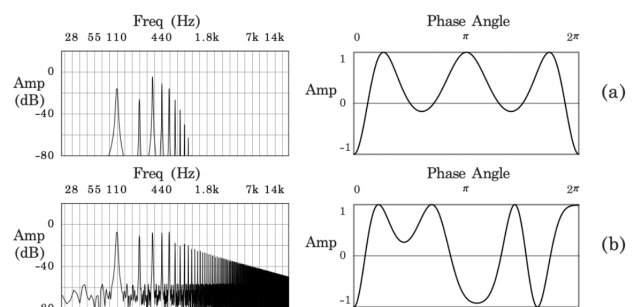 Freq (Hz)
28 55 110 440 1.8k 7k 14k
Amp
(dB)
0
-40
-80
Phase Angle
0 π 2π
Amp
1
0
-1
(a)
Freq (Hz)
28 55 110 440 1.8k 7k 14k
Amp
(dB)
0
-40
-80
Phase Angle
0 π 2π
Amp
1
0
-1
(b)